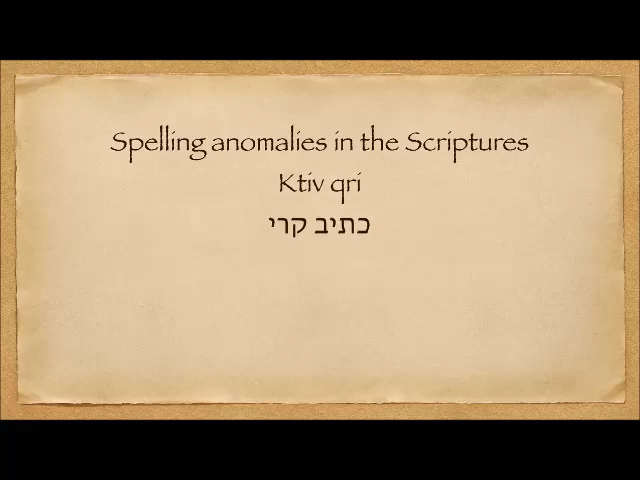 Spelling anomalies in the Scriptures
Ktiv qri
כתיב קרי